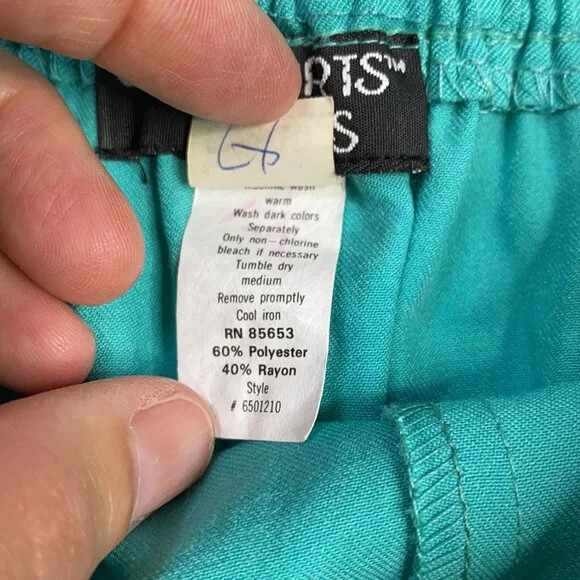 RTS™
S
warm
Wash dark colors
Separately
Only non-chlorine
bleach if necessary
Tumble dry
medium
Remove promptly
Cool iron
RN 85653
60% Polyester
40% Rayon
Style
# 6501210